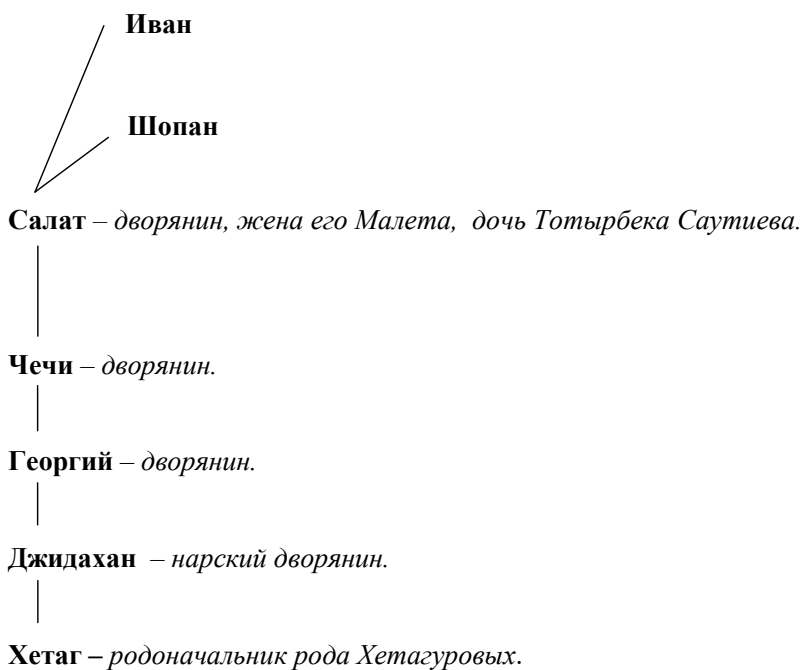 Иван
Шопан
Салат – дворянин, жена его Малета, дочь Тотырбека Саутиева.
Чечи – дворянин.
Георгий – дворянин.
Джидахан – нарский дворянин.
Хетаг – родоначальник рода Хетагуровых.